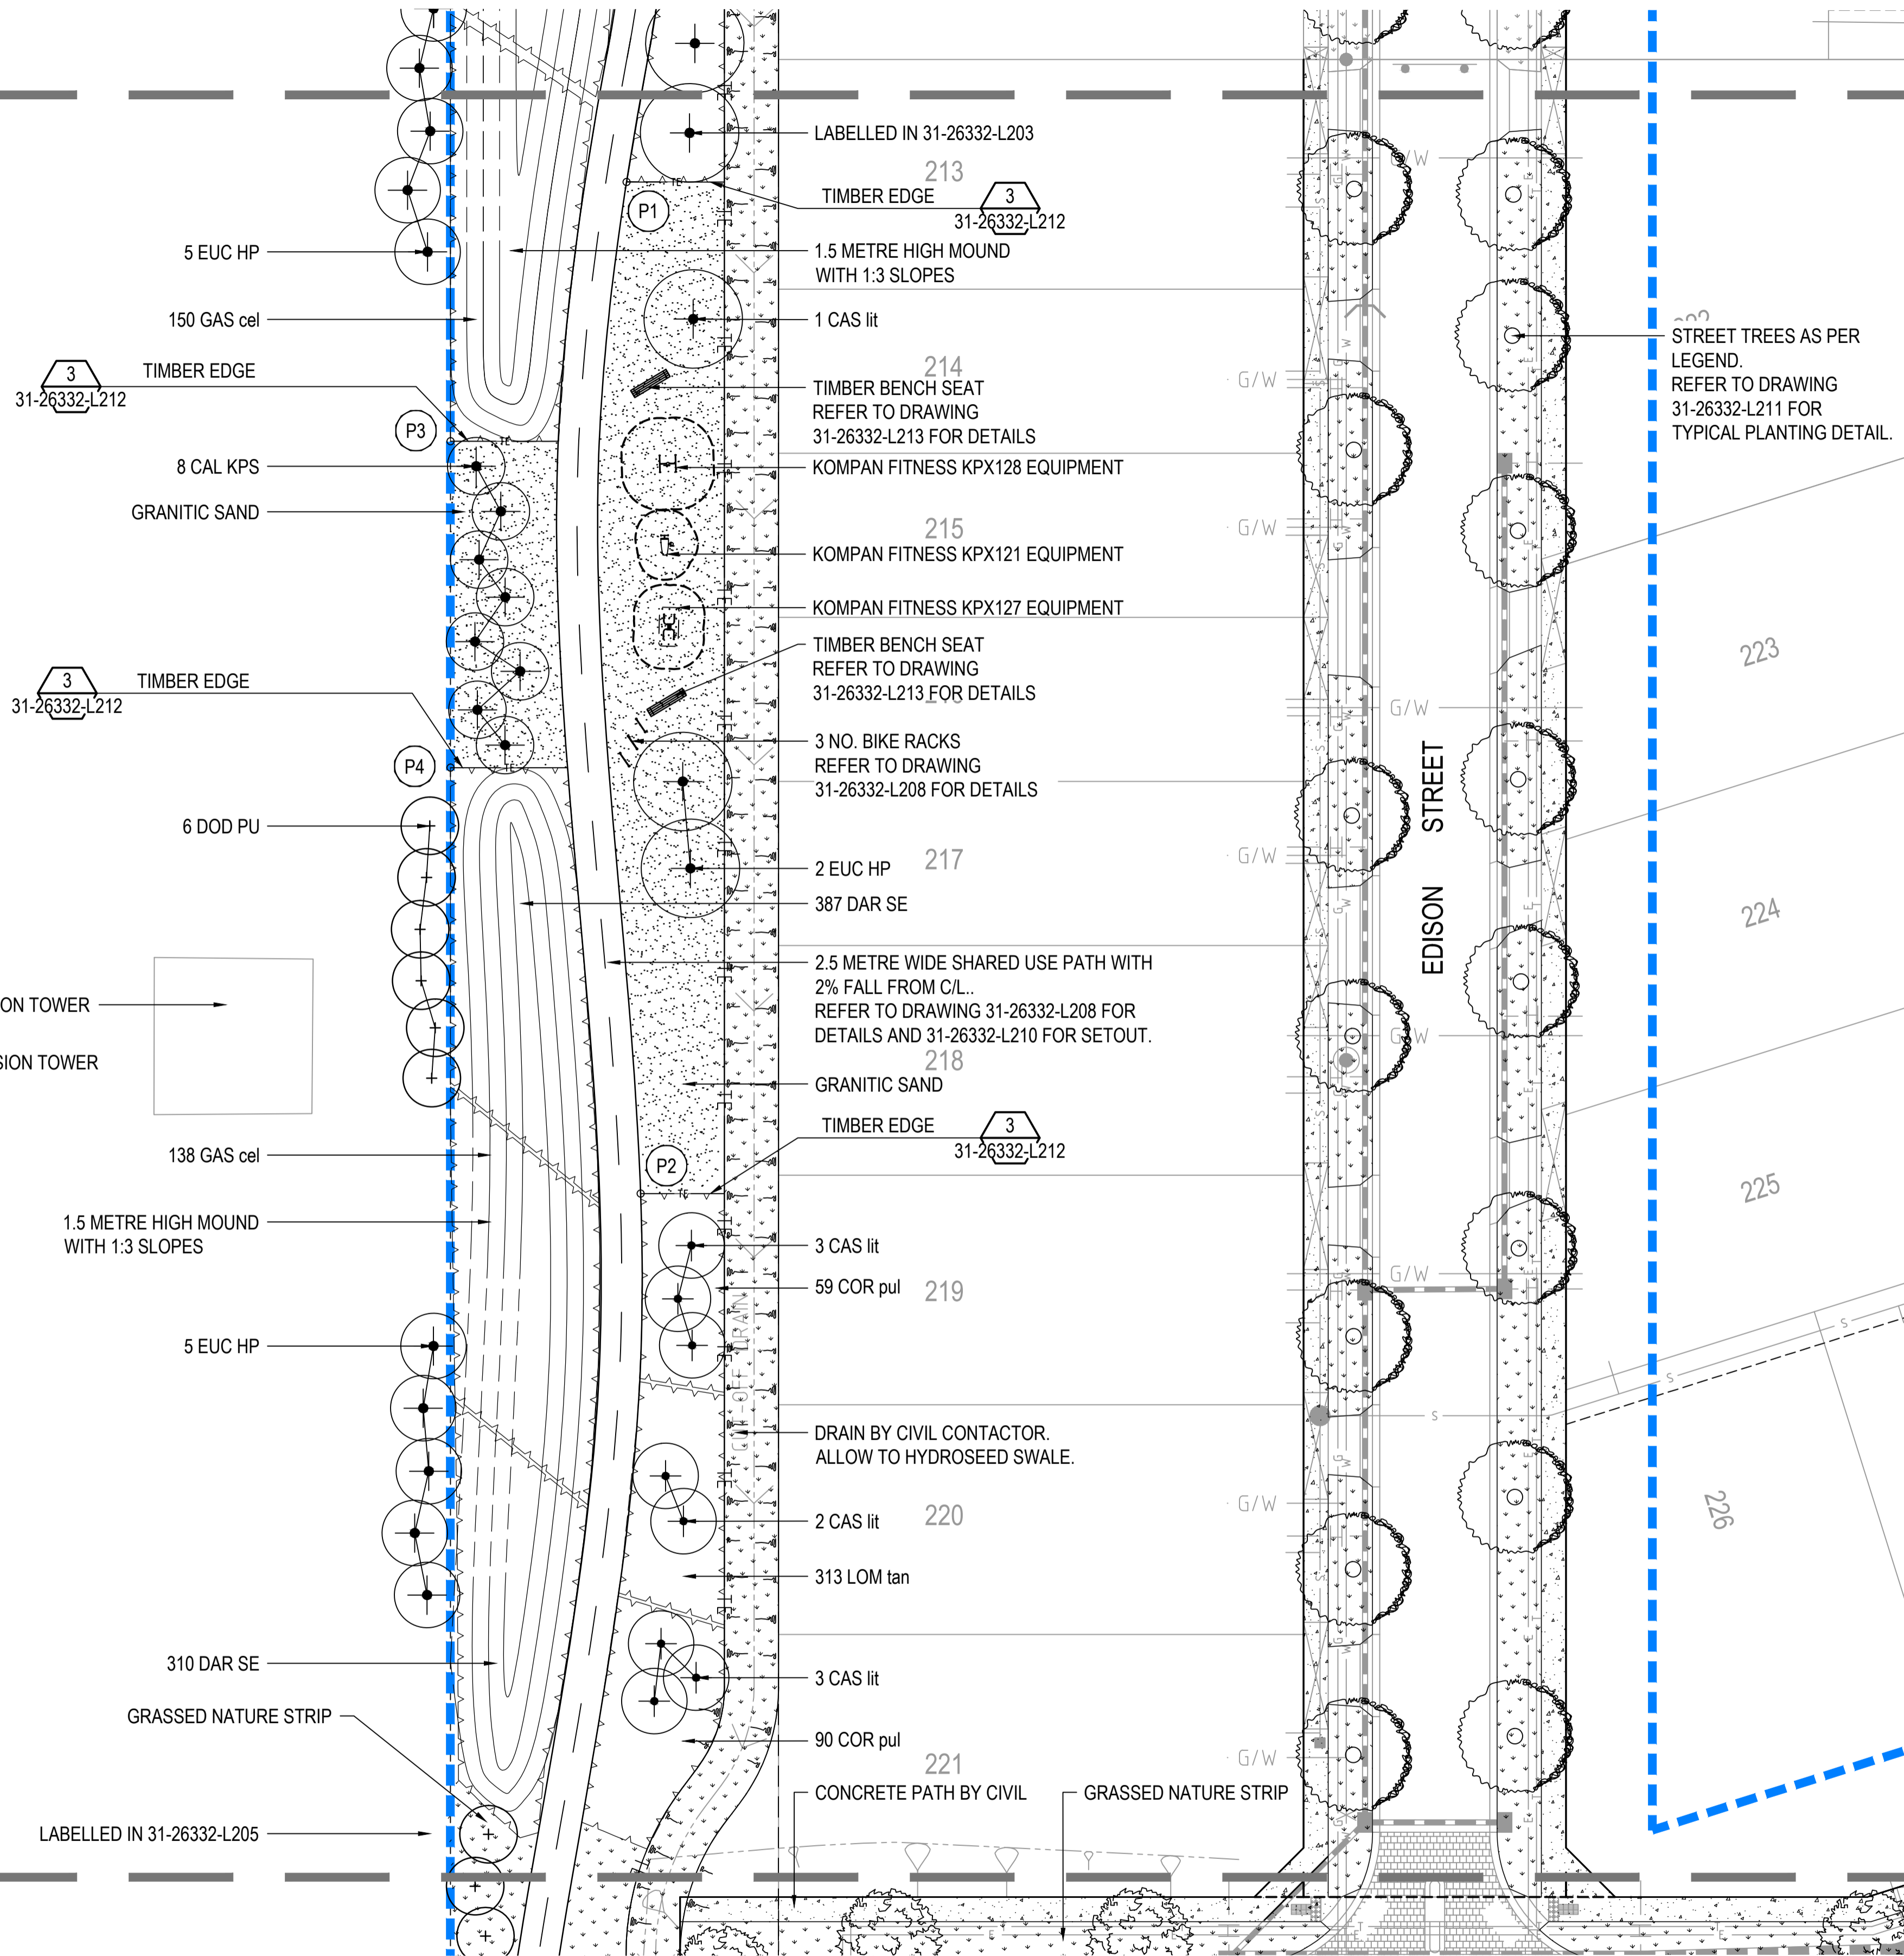 LABELLED IN 31-26332-L203
213
TIMBER EDGE
3
31-26332-L212
TE
P1
5 EUC HP
1.5 METRE HIGH MOUND
WITH 1:3 SLOPES
150 GAS cel
1 CAS lit
STREET TREES AS PER
LEGEND.
REFER TO DRAWING
31-26332-L211 FOR
TYPICAL PLANTING DETAIL.
3
31-26332-L212
TIMBER EDGE
214
TIMBER BENCH SEAT
REFER TO DRAWING
31-26332-L213 FOR DETAILS
G/W
P3
TE
8 CAL KPS
KOMPAN FITNESS KPX128 EQUIPMENT
GRANITIC SAND
215
G/W
KOMPAN FITNESS KPX121 EQUIPMENT
KOMPAN FITNESS KPX127 EQUIPMENT
TIMBER BENCH SEAT
REFER TO DRAWING
31-26332-L213 FOR DETAILS
223
3
31-26332-L212
TIMBER EDGE
G/W
P4
TE
3 NO. BIKE RACKS
REFER TO DRAWING
31-26332-L208 FOR DETAILS
EDISON STREET
6 DOD PU
2 EUC HP
217
G/W
387 DAR SE
224
2.5 METRE WIDE SHARED USE PATH WITH
2% FALL FROM C/L..
REFER TO DRAWING 31-26332-L208 FOR
DETAILS AND 31-26332-L210 FOR SETOUT.
ON TOWER
SION TOWER
G/W
218
GRANITIC SAND
TIMBER EDGE
3
31-26332-L212
138 GAS cel
P2
TE
225
1.5 METRE HIGH MOUND
WITH 1:3 SLOPES
3 CAS lit
59 COR pul
219
G/W
CUT-OFF DRAIN
5 EUC HP
S
S
S
DRAIN BY CIVIL CONTACTOR.
ALLOW TO HYDROSEED SWALE.
2 CAS lit
220
G/W
226
313 LOM tan
310 DAR SE
3 CAS lit
GRASSED NATURE STRIP
90 COR pul
221
G/W
CONCRETE PATH BY CIVIL
GRASSED NATURE STRIP
LABELLED IN 31-26332-L205